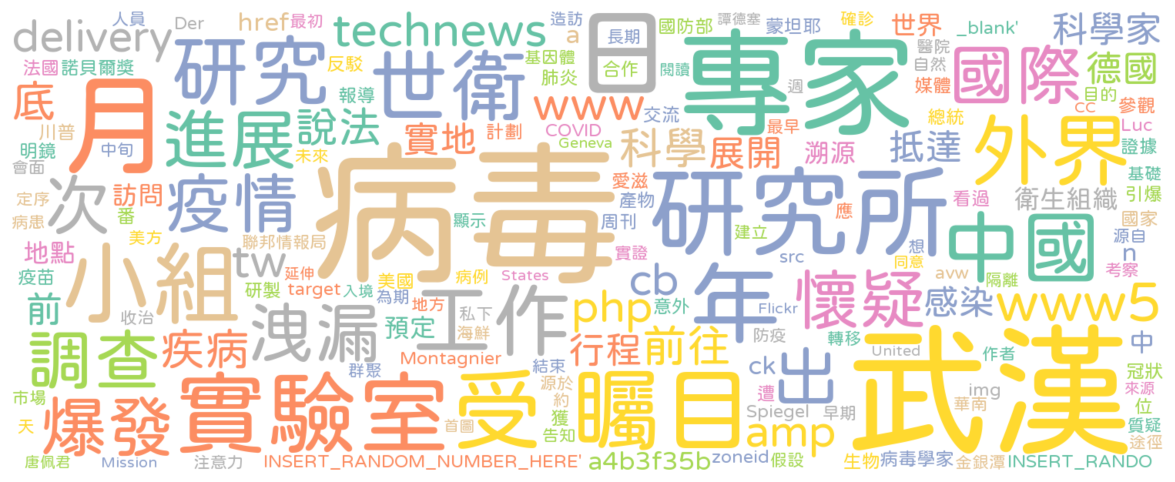 人員 Der href 最初 technews 造訪 a 日 長期 國防部 譚德塞 蒙坦耶 確診 世界 _blank' 科學家
delivery 研究 反駁 世衛 基因體 肺炎 合作 閱讀 專家 週 醫院 自然 媒體 國際 德國 目的
法國 諾貝爾獎 底 月 報導 www 交流 最早 總統 cc 參觀
川普 明鏡 中旬 進展 說法 實地 計劃 COVID Geneva 科學 展開 溯源 抵達 外界 Luc 證據
會面 未來 次 訪問 疫情 病毒 愛滋 產物 研究所 應 看過 衛生組織 基礎 引爆
定序 病患 番 美方 顯示 周刊 建立 中國 國家 源自
地點 小組 聯邦情報局 tw 實證 src 年 想 同意 n 考察
疫苗 研製 延伸 target 入境 美國 病例 States cb avw 隔離
前 收治 為期 地方 私下 工作 php 意外 Flickr 懷疑 感染 www5
調查 疾病 洩漏 預定 海鮮 行程 前往 防疫 轉移 中
Montagnier 群聚 結束 ck 出 United 作者 武漢 冠狀
市場 爆發 實驗室 受 源於 矚目 遭 img 來源
天 約 獲 Spiegel 早期 華南 位 質疑
首圖 告知 amp 途徑
唐佩君 Mission 注意力 INSERT_RANDOM_NUMBER_HERE' a4b3f35b zoneid 假設 生物 病毒學家 金銀潭 INSERT_RANDO